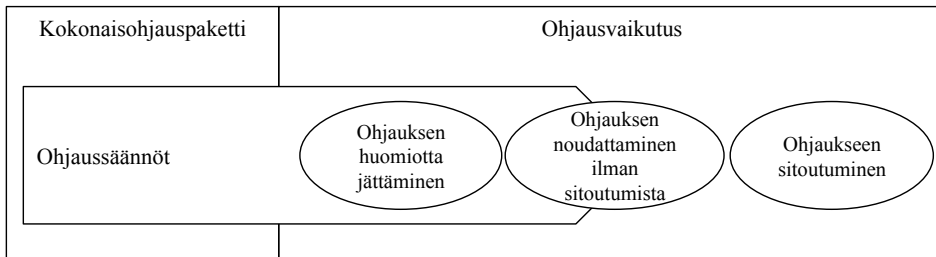 Kokonaisohjauspaketti
Ohjausvaikutus
Ohjaussäännöt
Ohjauksen
huomiotta
jättäminen
Ohjauksen
noudattaminen
ilman
sitoutumista
Ohjaukseen
sitoutuminen